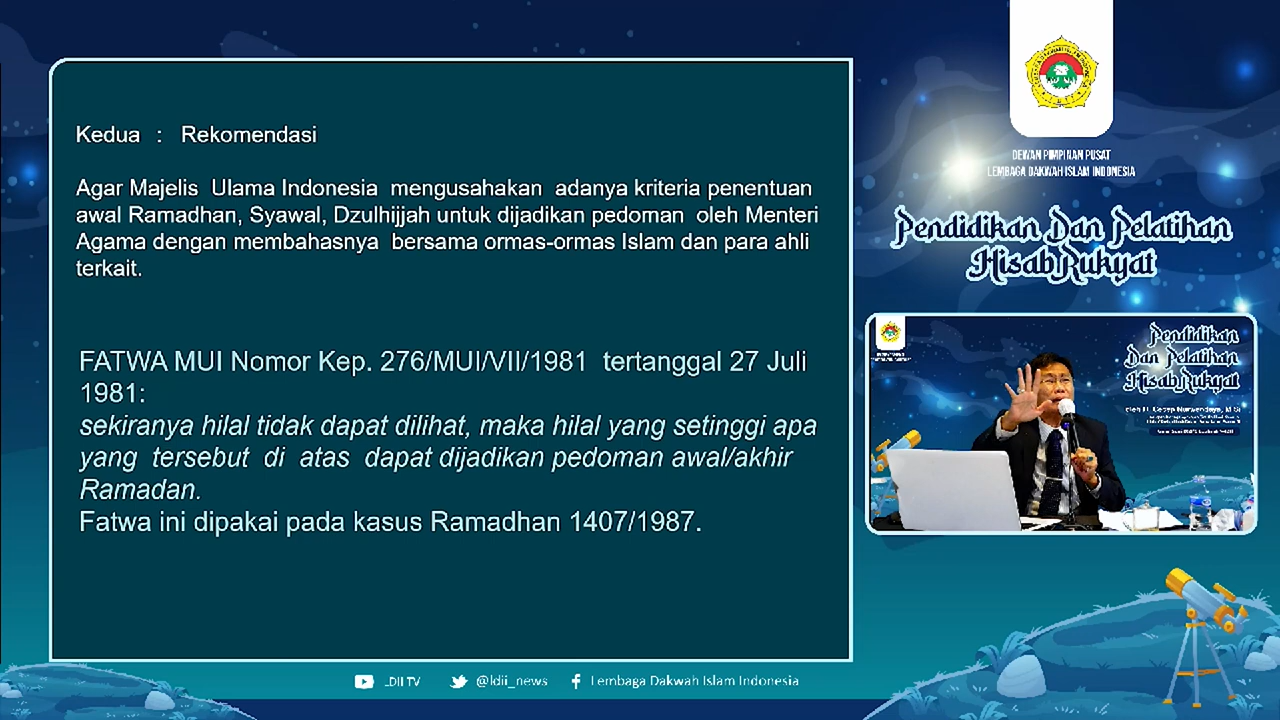 Kedua : Rekomendasi
Agar Majelis Ulama Indonesia mengusahakan adanya kriteria penentuan
awal Ramadhan, Syawal, Dzulhijjah untuk dijadikan pedoman oleh Menteri
Agama dengan membahasnya bersama ormas-ormas Islam dan para ahli
terkait.
FATWA MUI Nomor Kep. 276/MUI/VII/1981 tertanggal 27 Juli
1981:
sekiranya hilal tidak dapat dilihat, maka hilal yang setinggi apa
yang tersebut di atas dapat dijadikan pedoman awal/akhir
Ramadan.
Fatwa ini dipakai pada kasus Ramadhan 1407/1987.
DEWAN PIMPINAN PUSAT
LEMBAGA DAKWAH ISLAM INDONESIA
Pendidikan Dan Pelatihan
Hisab Rukyat
Pendidikan
Dan Pelatihan
Hisab Rukyat
LDII TV
@ldii_news
Lembaga Dakwah Islam Indonesia